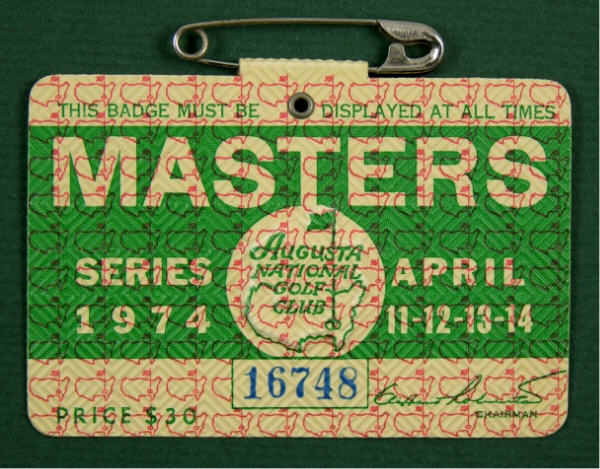 THIS BADGE MUST BE DISPLAYED AT ALL TIMES
MASTERS
SERIES
1974
AUGUSTA
NATIONAL
GOLF
CLUB
APRIL
11-12-13-14
16748
PRICE $30
CHAIRMAN